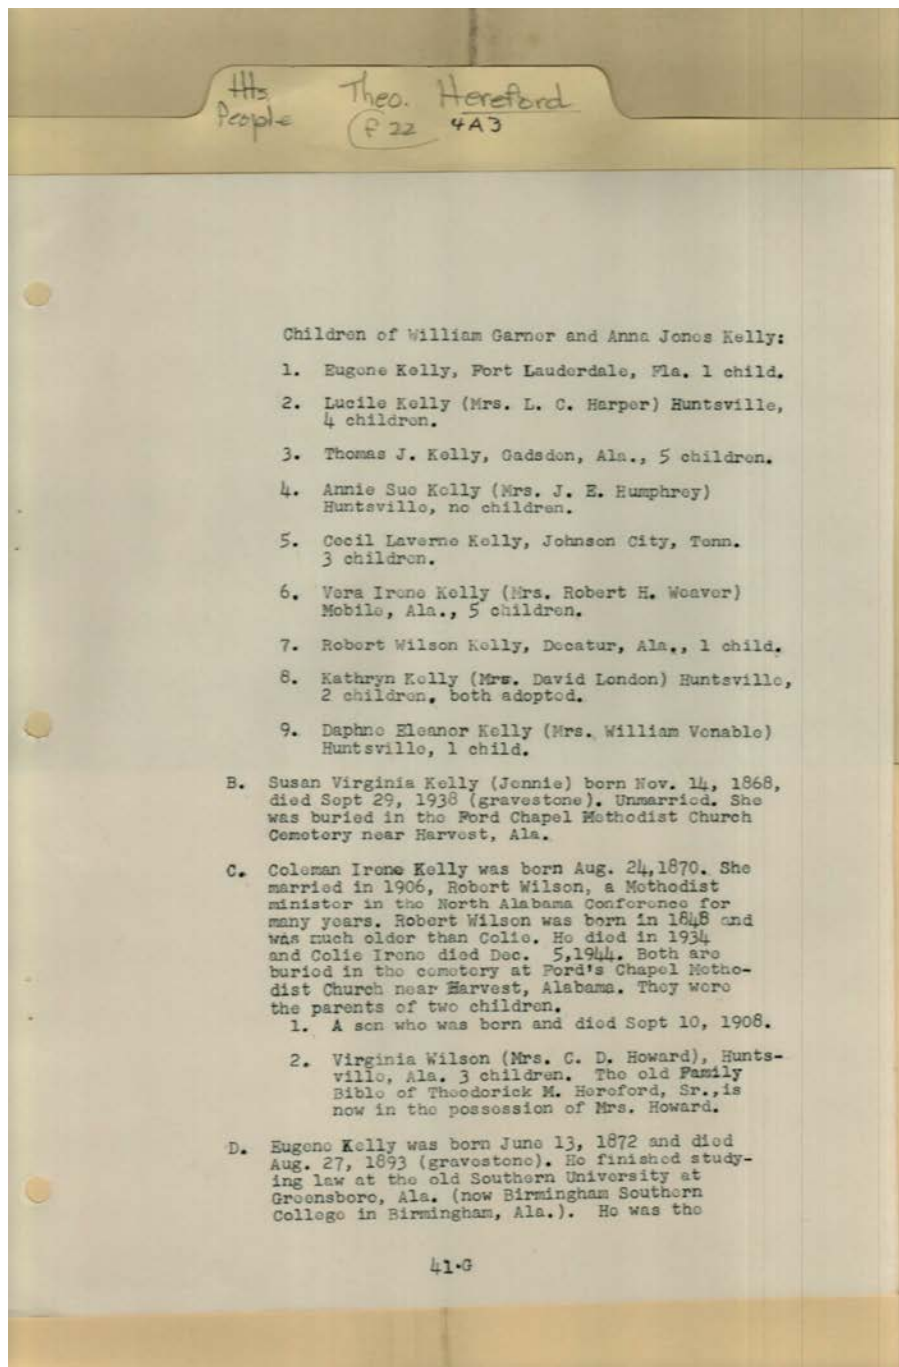 HHs Theo. Hereford
People f 22 4A3
Children of William Garner and Anna Jones Kelly:
1. Eugene Kelly, Fort Lauderdale, Fla. 1 child.
2. Lucile Kelly (Mrs. L. C. Harper) Huntsville,
4 children.
3. Thomas J. Kelly, Gadsden, Ala., 5 children.
4. Annie Sue Kelly (Mrs. J. E. Humphrey)
Huntsville, no children.
5. Cecil Laverne Kelly, Johnson City, Tenn.
3 children.
6. Vera Irene Kelly (Mrs. Robert H. Weaver)
Mobile, Ala., 5 children.
7. Robert Wilson Kelly, Decatur, Ala., 1 child.
8. Kathryn Kelly (Mrs. David London) Huntsville,
2 children, both adopted.
9. Daphne Eleanor Kelly (Mrs. William Venable)
Huntsville, 1 child.
B. Susan Virginia Kelly (Jennie) born Nov. 14, 1868,
died Sept 29, 1938 (gravestone). Unmarried. She
was buried in the Ford Chapel Methodist Church
Cemetery near Harvest, Ala.
C. Coleman Irene Kelly was born Aug. 24,1870. She
married in 1906, Robert Wilson, a Methodist
minister in the North Alabama Conference for
many years. Robert Wilson was born in 1848 and
was much older than Colie. He died in 1934
and Colie Irene died Dec. 5,1944. Both are
buried in the cemetery at Ford's Chapel Metho-
dist Church near Harvest, Alabama. They were
the parents of two children.
1. A son who was born and died Sept 10, 1908.
2. Virginia Wilson (Mrs. C. D. Howard), Hunts-
ville, Ala. 3 children. The old Family
Bible of Theodorick M. Hereford, Sr.,is
now in the possession of Mrs. Howard.
D. Eugene Kelly was born June 13, 1872 and died
Aug. 27, 1893 (gravestone). He finished study-
ing law at the old Southern University at
Greensboro, Ala. (now Birmingham Southern
College in Birmingham, Ala.). He was the
41-G